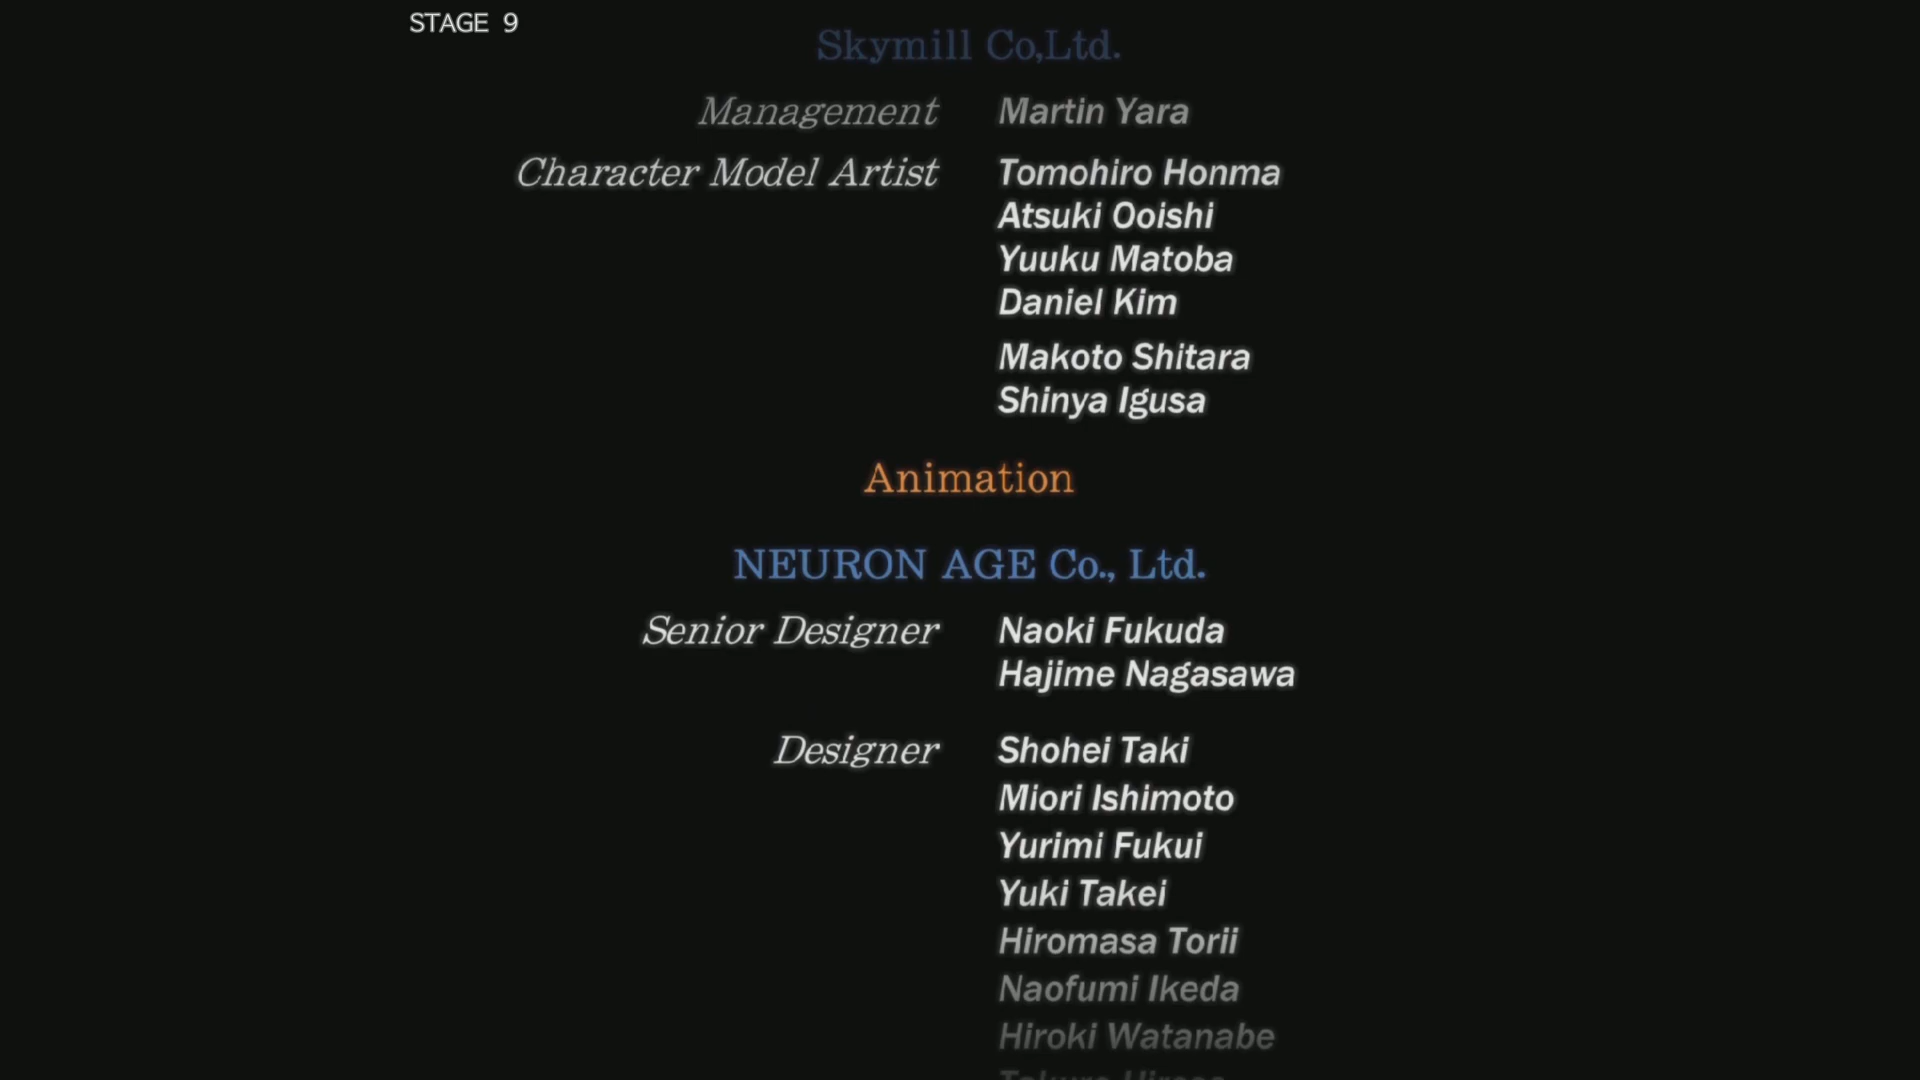 STAGE 9
Skymill Co,Ltd.
Management Martin Yara
Character Model Artist Tomohiro Honma
Atsuki Ooishi
Yuuku Matoba
Daniel Kim
Makoto Shitara
Shinya Igusa
Animation
NEURON AGE Co., Ltd.
Senior Designer Naoki Fukuda
Hajime Nagasawa
Designer Shohei Taki
Miori Ishimoto
Yurimi Fukui
Yuki Takei
Hiromasa Torii
Naofumi Ikeda
Hiroki Watanabe